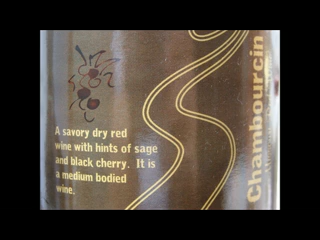 A savory dry red
wine with hints of sage
and black cherry. It is
a medium bodied
wine.
Chambourcin